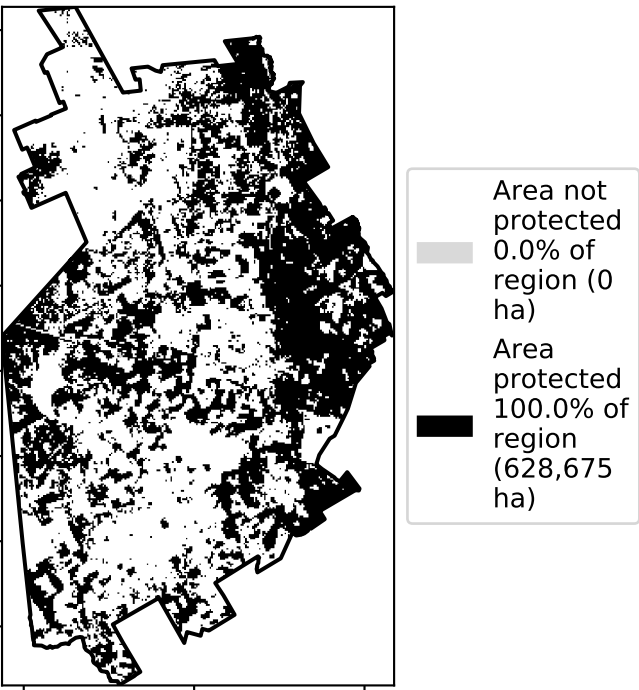 Area not
protected
0.0% of
region (0
ha)
Area
protected
100.0% of
region
(628,675
ha)